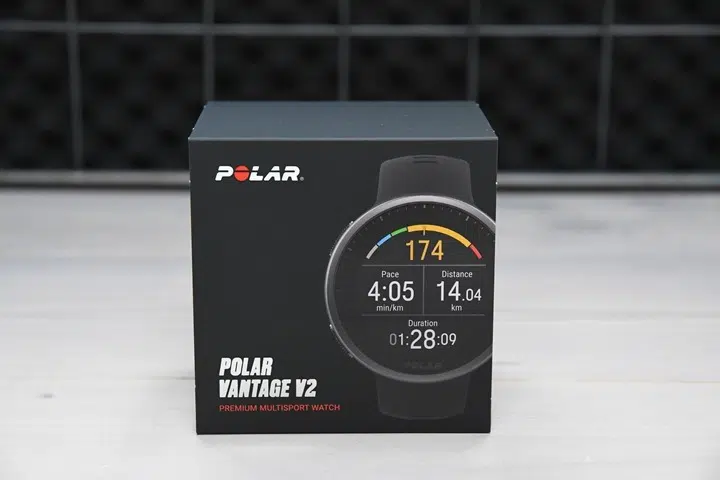 POLAR®
174
Pace
Distance
4:05
14.04
min/km
km
Duration
01:28:09
POLAR
POLAR
VANTAGE V2
PREMIUM MULTISPORT WATCH